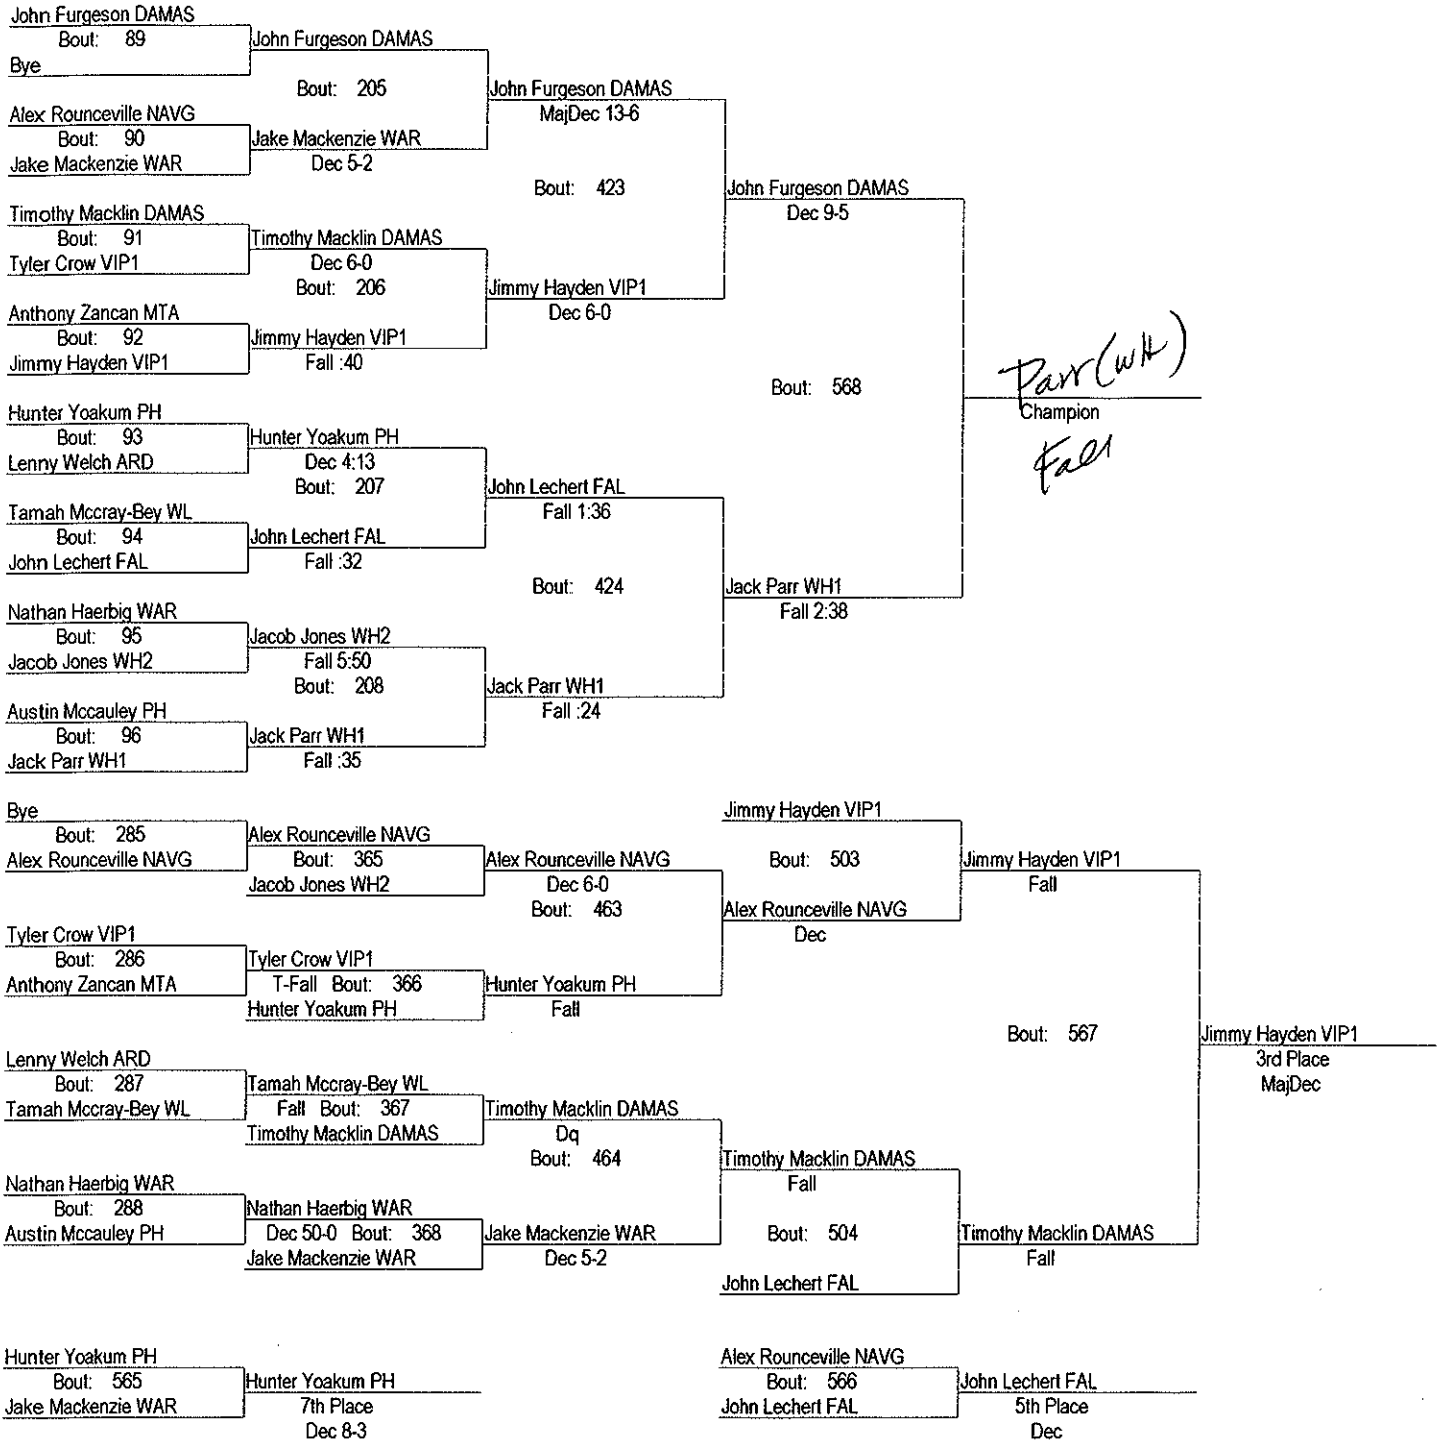 John Furgeson DAMAS
Bout: 89
Bye
John Furgeson DAMAS
Bout: 205
Alex Rounceville NAVG
Bout: 90
Jake Mackenzie WAR
Jake Mackenzie WAR
Dec 5-2
John Furgeson DAMAS
MajDec 13-6
Bout: 423
Timothy Macklin DAMAS
Bout: 91
Tyler Crow VIP1
Timothy Macklin DAMAS
Dec 6-0
Bout: 206
Anthony Zancan MTA
Bout: 92
Jimmy Hayden VIP1
Jimmy Hayden VIP1
Fall :40
Jimmy Hayden VIP1
Dec 6-0
John Furgeson DAMAS
Dec 9-5
Bout: 568
Parr (WH)
Champion
Fall
Hunter Yoakum PH
Bout: 93
Lenny Welch ARD
Hunter Yoakum PH
Dec 4:13
Bout: 207
Tamah Mccray-Bey WL
Bout: 94
John Lechert FAL
John Lechert FAL
Fall :32
John Lechert FAL
Fall 1:36
Bout: 424
Nathan Haerbig WAR
Bout: 95
Jacob Jones WH2
Jacob Jones WH2
Fall 5:50
Bout: 208
Austin Mccauley PH
Bout: 96
Jack Parr WH1
Jack Parr WH1
Fall :35
Jack Parr WH1
Fall :24
Jack Parr WH1
Fall 2:38
Bye
Bout: 285
Alex Rounceville NAVG
Alex Rounceville NAVG
Bout: 365
Jacob Jones WH2
Alex Rounceville NAVG
Dec 6-0
Bout: 463
Tyler Crow VIP1
Bout: 286
Anthony Zancan MTA
Tyler Crow VIP1
T-Fall Bout: 366
Hunter Yoakum PH
Hunter Yoakum PH
Fall
Jimmy Hayden VIP1
Bout: 503
Alex Rounceville NAVG
Dec
Jimmy Hayden VIP1
Fall
Bout: 567
Jimmy Hayden VIP1
3rd Place
MajDec
Lenny Welch ARD
Bout: 287
Tamah Mccray-Bey WL
Tamah Mccray-Bey WL
Fall Bout: 367
Timothy Macklin DAMAS
Timothy Macklin DAMAS
Dq
Bout: 464
Nathan Haerbig WAR
Bout: 288
Austin Mccauley PH
Nathan Haerbig WAR
Dec 50-0 Bout: 368
Jake Mackenzie WAR
Jake Mackenzie WAR
Dec 5-2
Timothy Macklin DAMAS
Fall
Bout: 504
John Lechert FAL
Timothy Macklin DAMAS
Fall
Hunter Yoakum PH
Bout: 565
Jake Mackenzie WAR
Hunter Yoakum PH
7th Place
Dec 8-3
Alex Rounceville NAVG
Bout: 566
John Lechert FAL
John Lechert FAL
5th Place
Dec